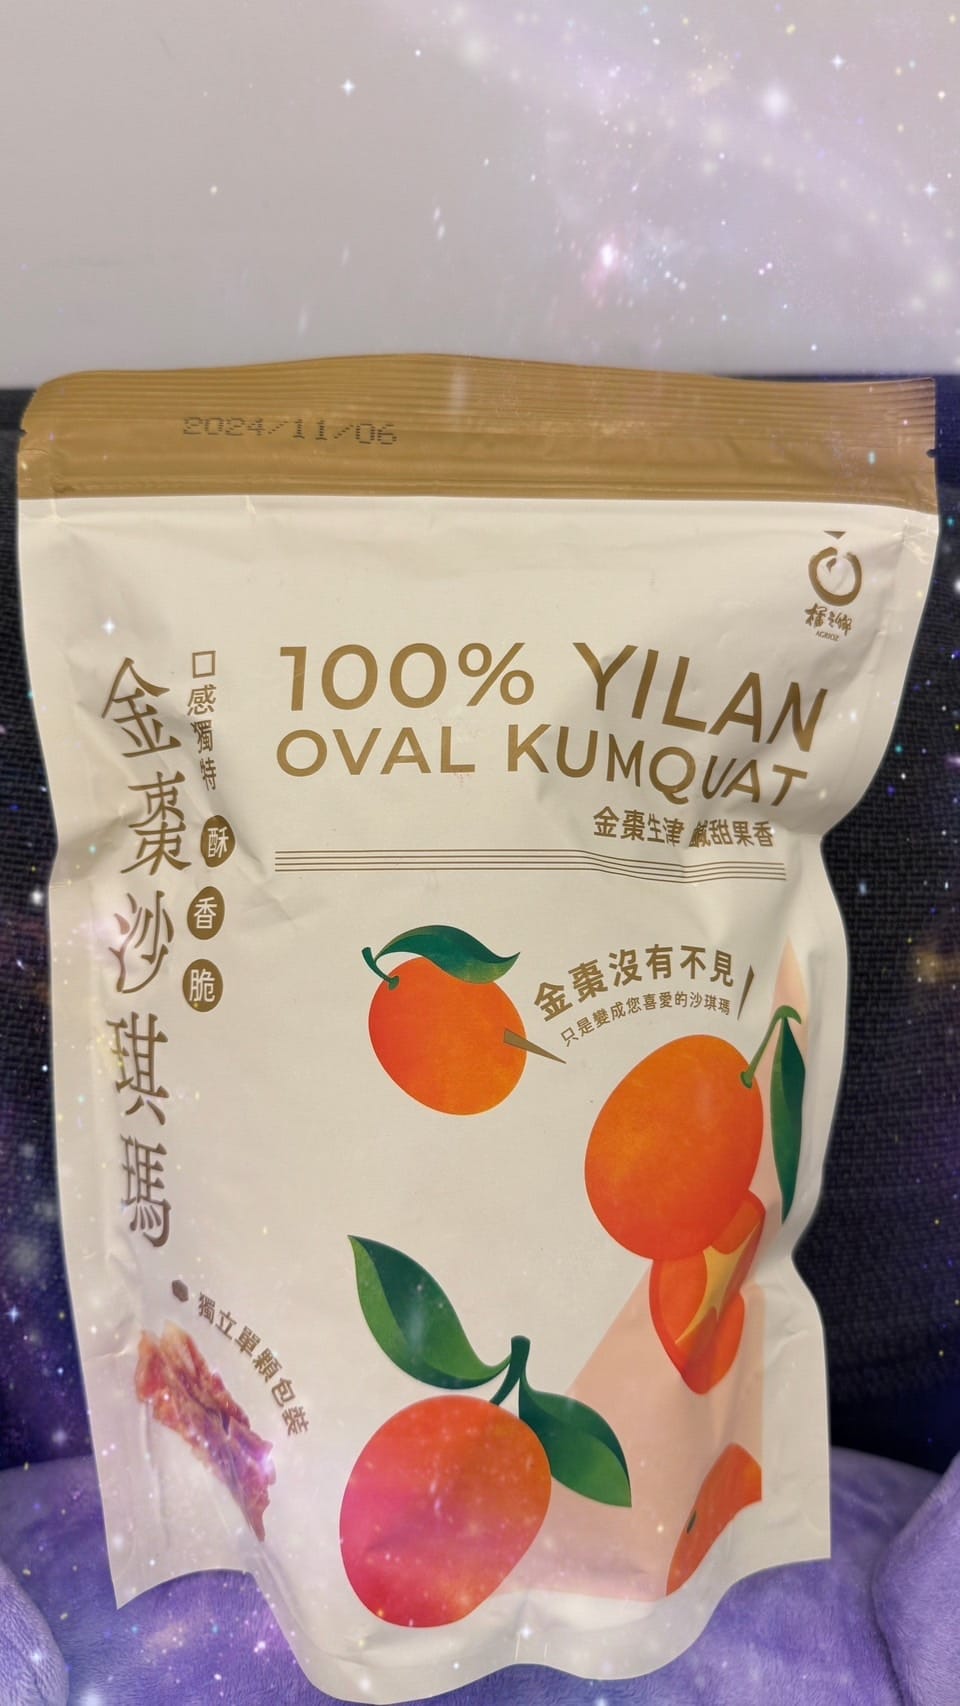 2024/11/06
橘之鄉
AGRIOZ
100% YILAN
OVAL KUMQUAT
金棗生津 鹹甜果香
口感獨特
酥
香
脆
金棗沙琪瑪
金棗沒有不見
只是變成您喜愛的沙琪瑪
獨立單顆包裝